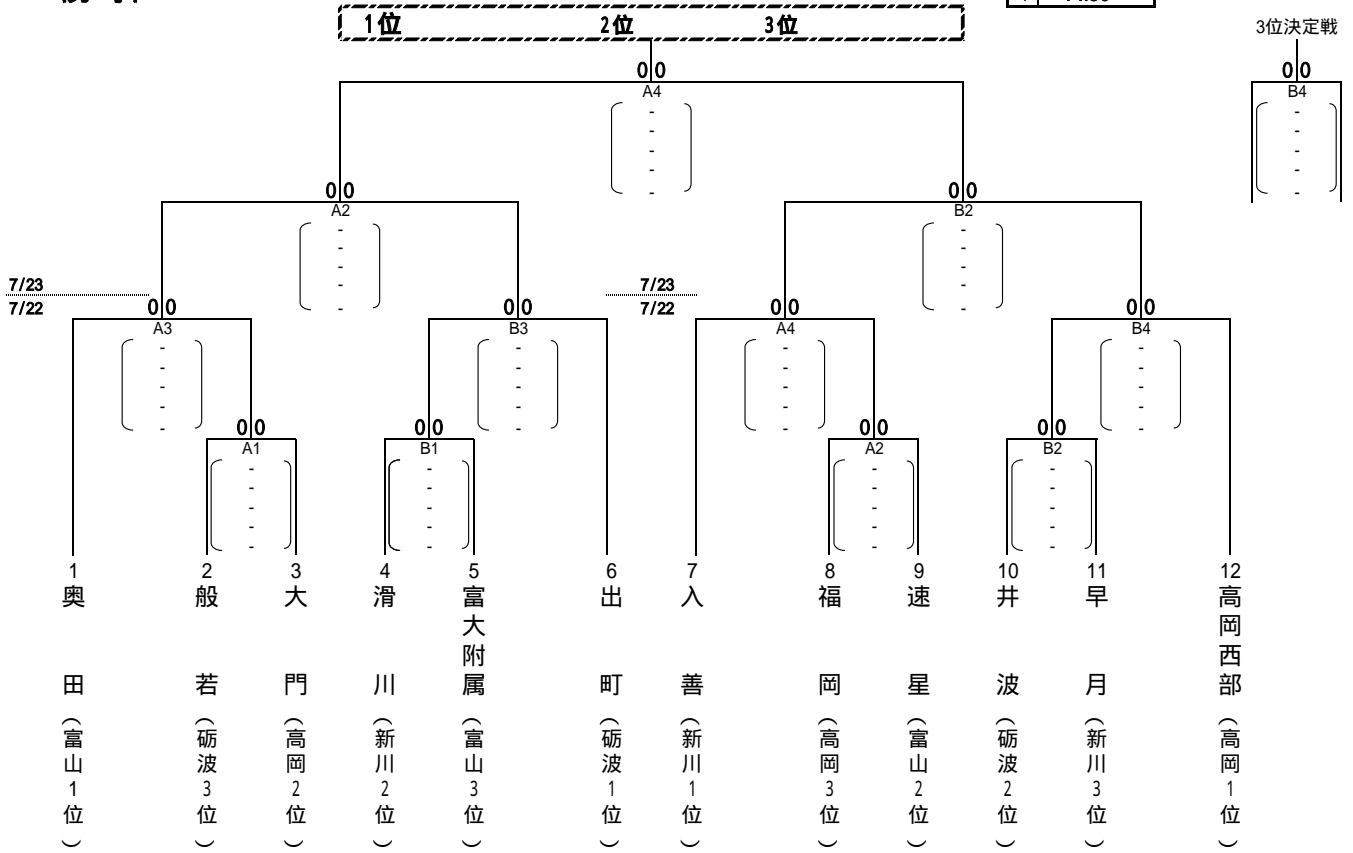 1位 2位 3位
3位決定戦
0 0
A4
-
-
-
-
-
0 0
B4
-
-
-
-
-
0 0
A2
-
-
-
-
-
0 0
B2
-
-
-
-
-
7/23
7/22
7/23
7/22
0 0
A3
-
-
-
-
-
0 0
B3
-
-
-
-
-
0 0
A4
-
-
-
-
-
0 0
B4
-
-
-
-
-
0 0
A1
-
-
-
-
-
0 0
B1
-
-
-
-
-
0 0
A2
-
-
-
-
-
0 0
B2
-
-
-
-
-
1 奥田(富山1位)
2 般若(砺波3位)
3 大門(高岡2位)
4 滑川(新川2位)
5 富大附属(富山3位)
6 出町(砺波1位)
7 入善(新川1位)
8 福岡(高岡3位)
9 速星(富山2位)
10 井波(砺波2位)
11 早月(新川3位)
12 高岡西部(高岡1位)